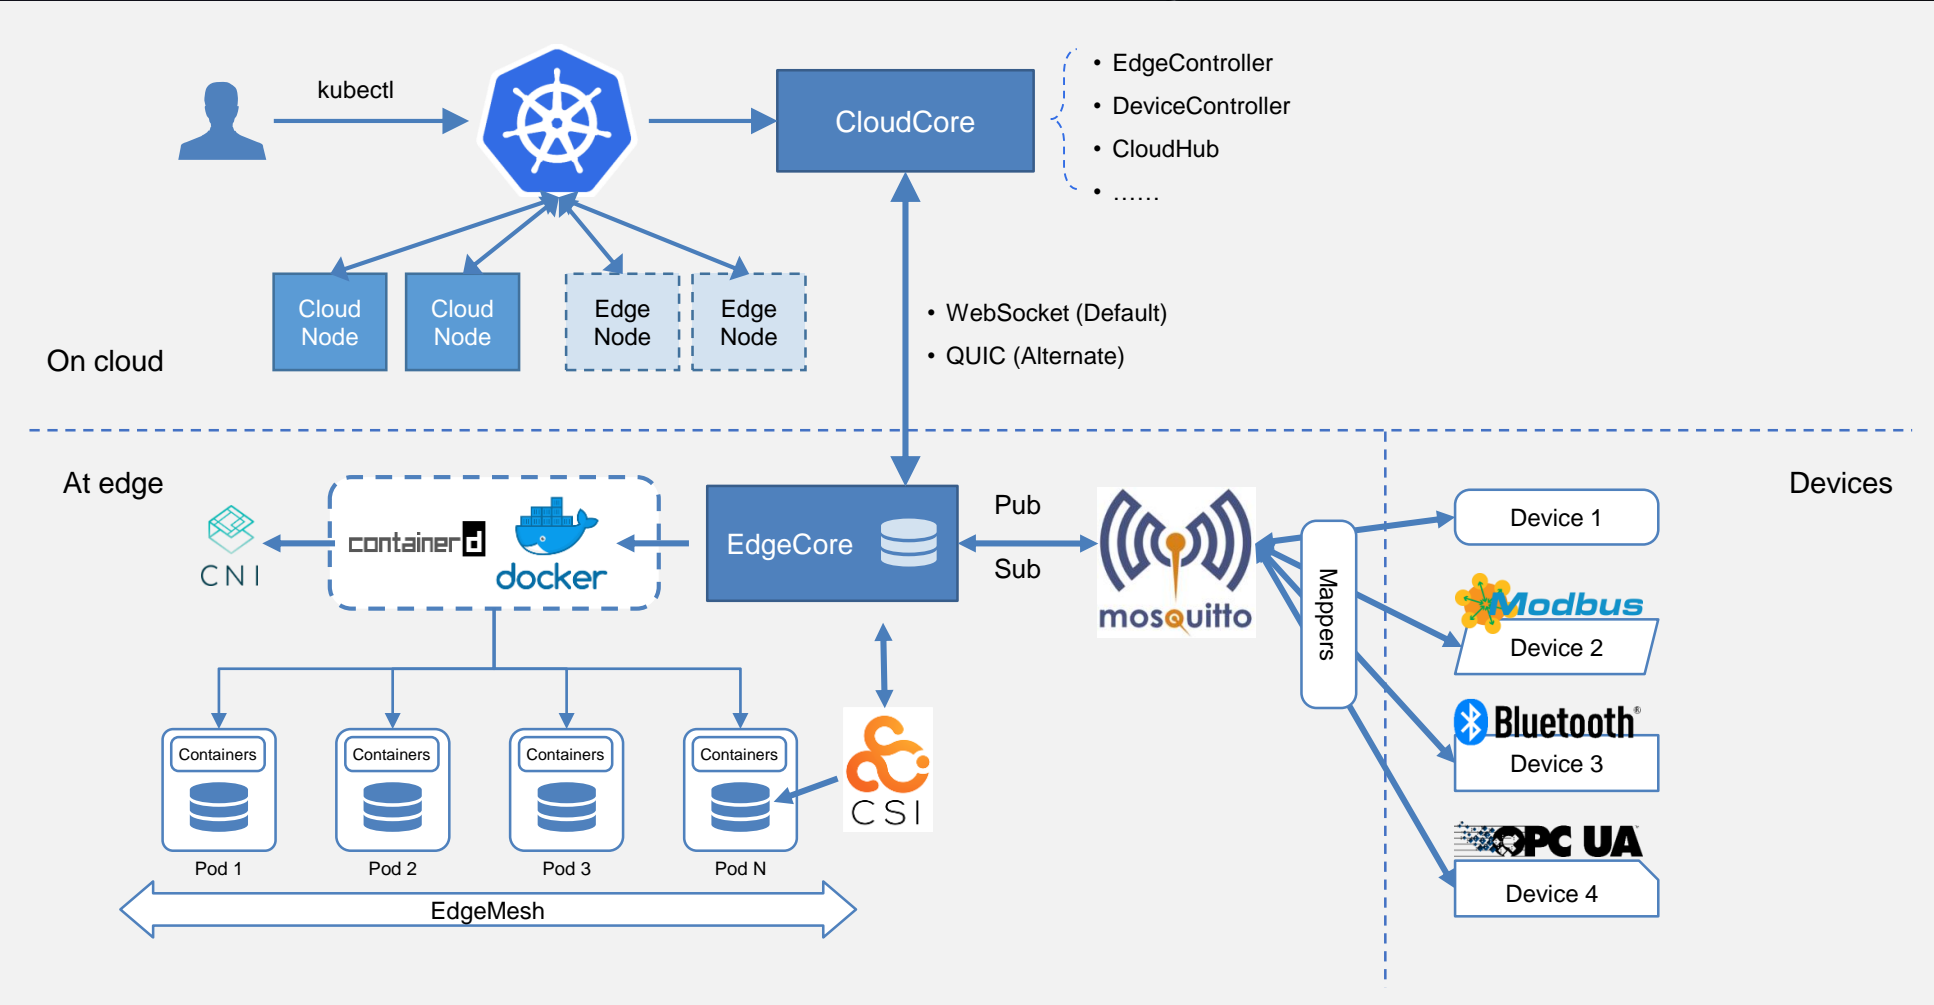 kubectl
CloudCore
• EdgeController
• DeviceController
• CloudHub
• ……
Cloud
Node
Cloud
Node
Edge
Node
Edge
Node
• WebSocket (Default)
• QUIC (Alternate)
On cloud
At edge
Devices
CNI
containerd
docker
EdgeCore
Pub
Sub
mosquitto
Mappers
Device 1
Modbus
Device 2
Bluetooth®
Device 3
OPC UA
Device 4
Containers
Containers
Containers
Containers
CSI
Pod 1
Pod 2
Pod 3
Pod N
EdgeMesh